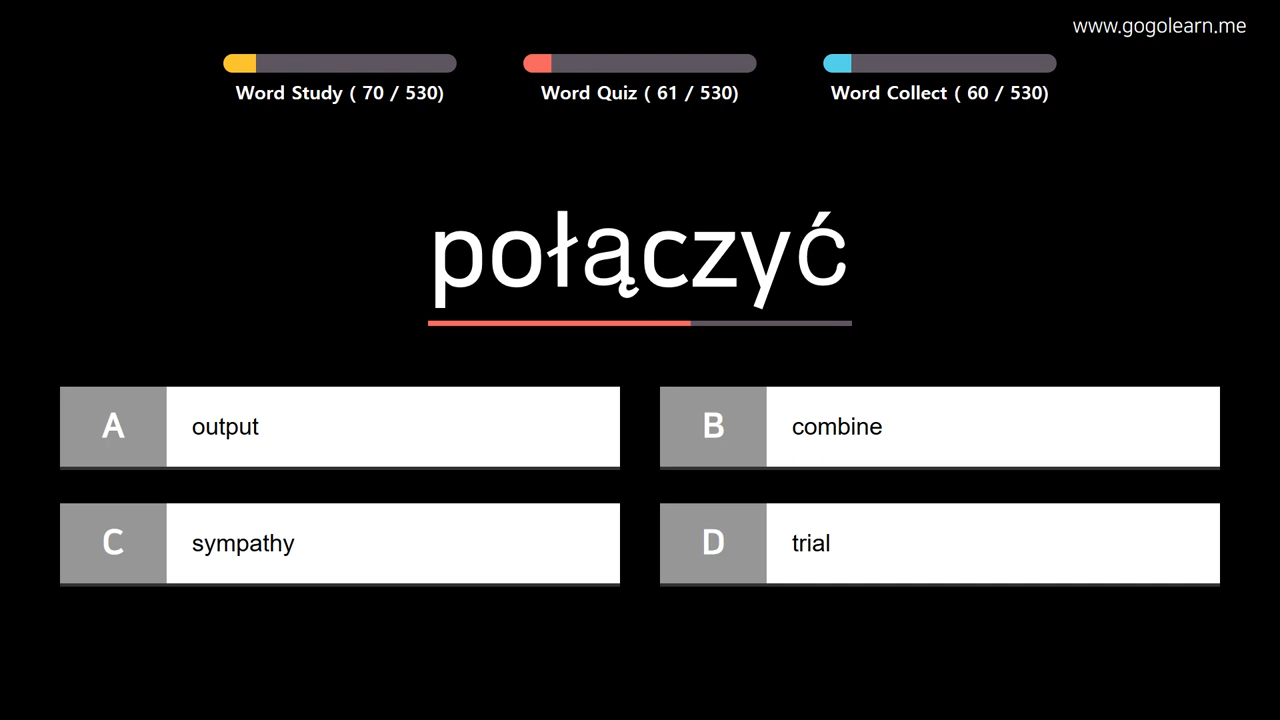 www.gogolearn.me
Word Study ( 70 / 530)
Word Quiz ( 61 / 530)
Word Collect ( 60 / 530)
połączyć
A output
B combine
C sympathy
D trial